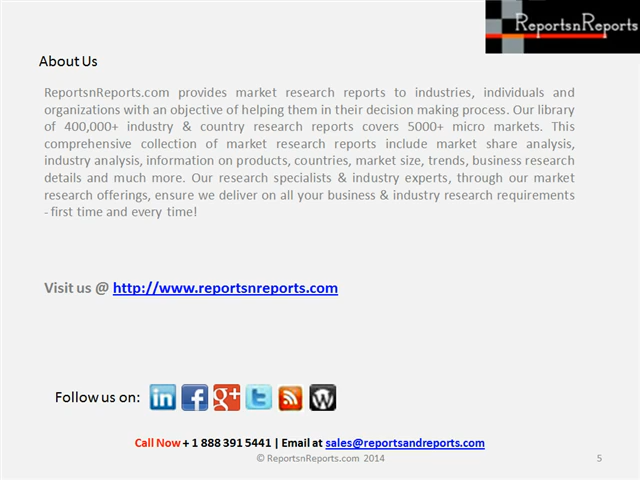 ReportsnReports
About Us
ReportsnReports.com provides market research reports to industries, individuals and
organizations with an objective of helping them in their decision making process. Our library
of 400,000+ industry & country research reports covers 5000+ micro markets. This
comprehensive collection of market research reports include market share analysis,
industry analysis, information on products, countries, market size, trends, business research
details and much more. Our research specialists & industry experts, through our market
research offerings, ensure we deliver on all your business & industry research requirements
- first time and every time!
Visit us @ http://www.reportsnreports.com
Follow us on: in f g+ t W
Call Now + 1 888 391 5441 | Email at sales@reportsandreports.com
© ReportsnReports.com 2014 5